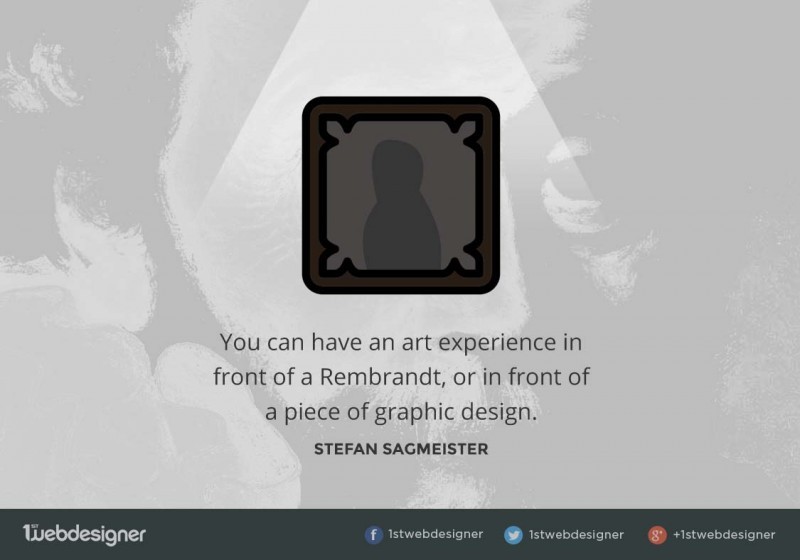 You can have an art experience in
front of a Rembrandt, or in front of
a piece of graphic design.
STEFAN SAGMEISTER
1STwebdesigner
f 1stwebdesigner 1stwebdesigner g+ +1stwebdesigner